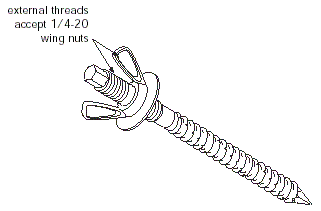 external threads
accept 1/4-20
wing nuts